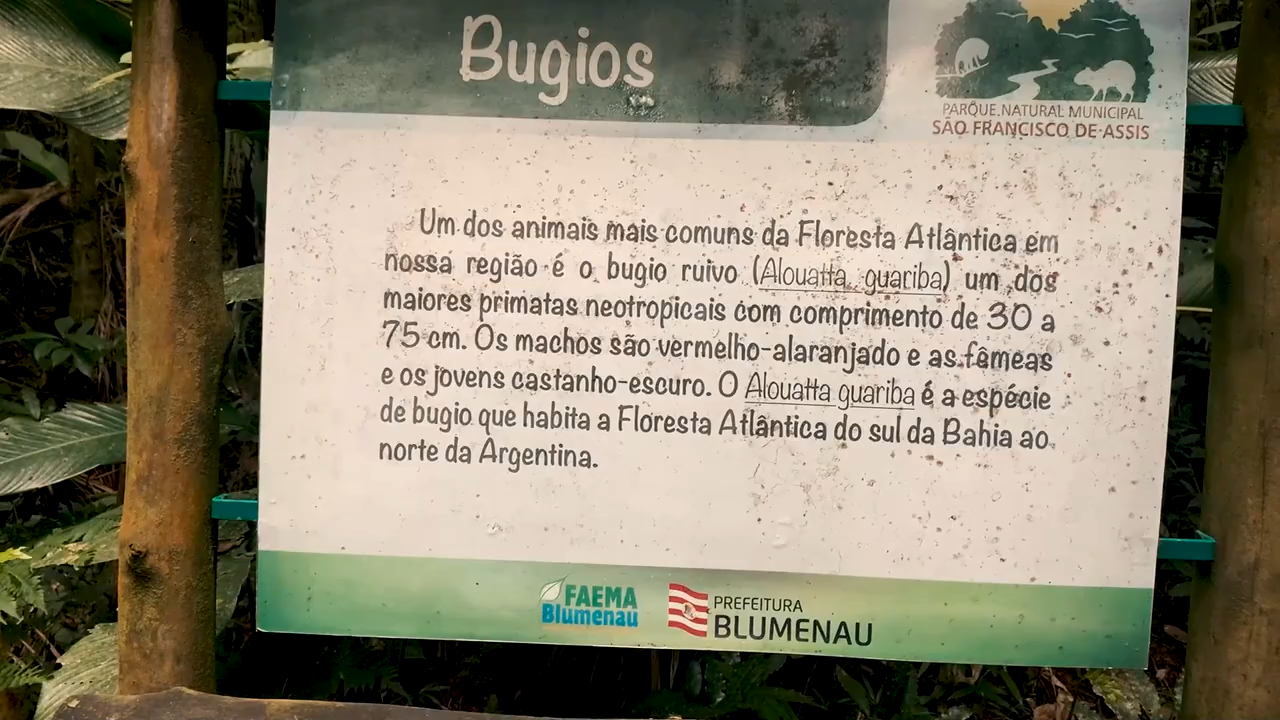 Bugios
PARQUE NATURAL MUNICIPAL
SÃO FRANCISCO DE ASSIS
Um dos animais mais comuns da Floresta Atlântica em
nossa região é o bugio ruivo (Alouatta guariba) um dos
maiores primatas neotropicais com comprimento de 30 a
75 cm. Os machos são vermelho-alaranjado e as fêmeas
e os jovens castanho-escuro. O Alouatta guariba é a espécie
de bugio que habita a Floresta Atlântica do sul da Bahia ao
norte da Argentina.
FAEMA
Blumenau
PREFEITURA
BLUMENAU